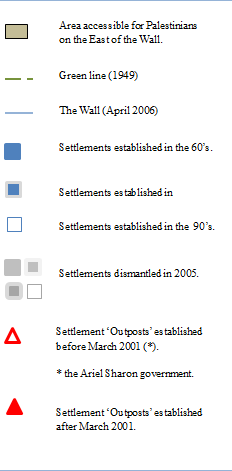 Area accessible for Palestinians
on the East of the Wall.
Green line (1949)
The Wall (April 2006)
Settlements established in the 60's.
Settlements established in
Settlements established in the 90's.
Settlements dismantled in 2005.
Settlement 'Outposts' established
before March 2001 (*).
* the Ariel Sharon government.
Settlement 'Outposts' established
after March 2001.